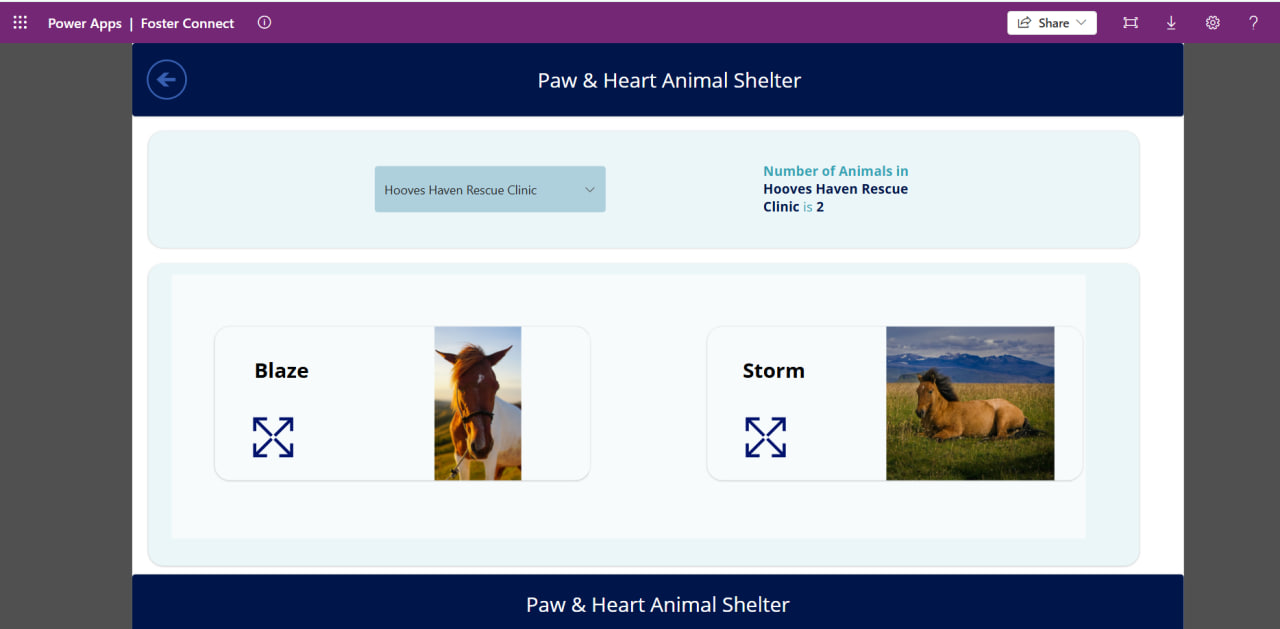 Power Apps | Foster Connect
Share
?
Paw & Heart Animal Shelter
Hooves Haven Rescue Clinic
Number of Animals in
Hooves Haven Rescue
Clinic is 2
Blaze
Storm
Paw & Heart Animal Shelter